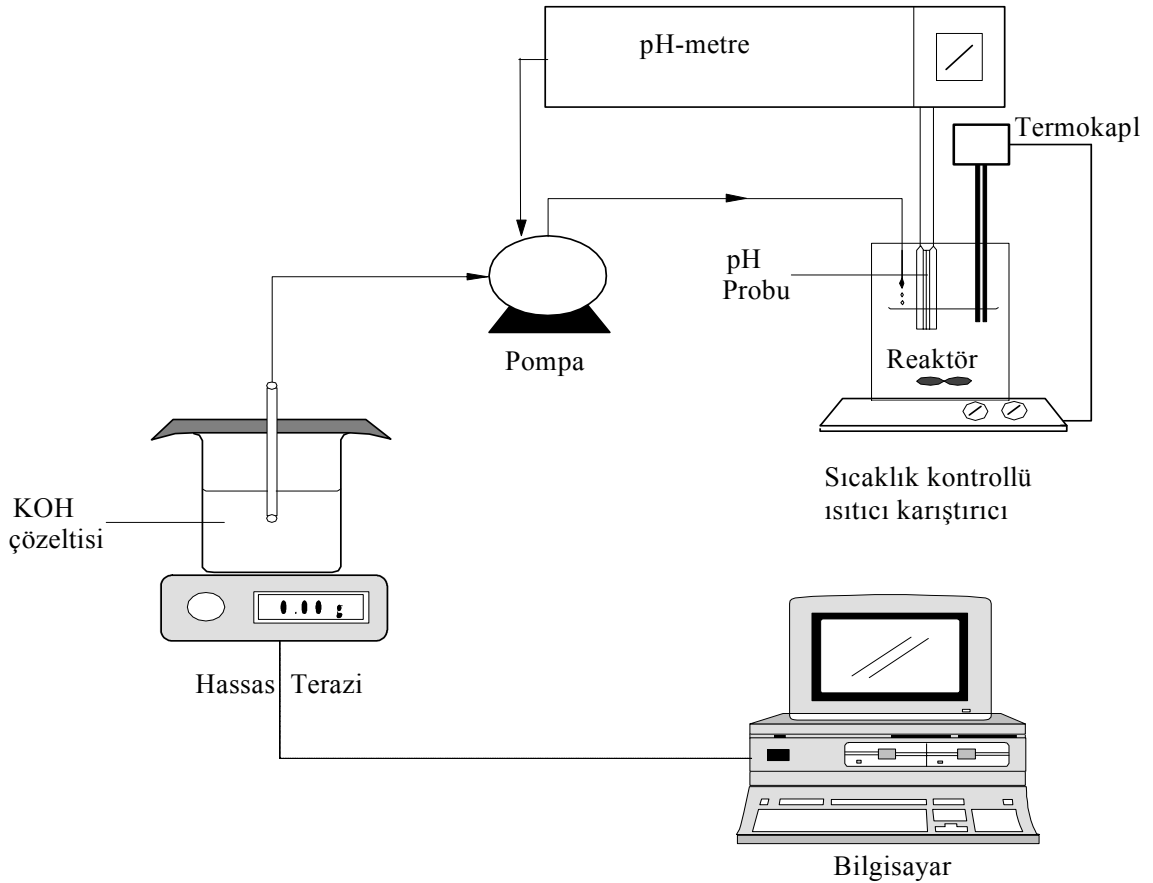 pH-metre
Termokapl
pH
Probu
Pompa
Reaktör
KOH
çözeltisi
Sıcaklık kontrollü
ısıtıcı karıştırıcı
0.00 g
Hassas Terazi
Bilgisayar